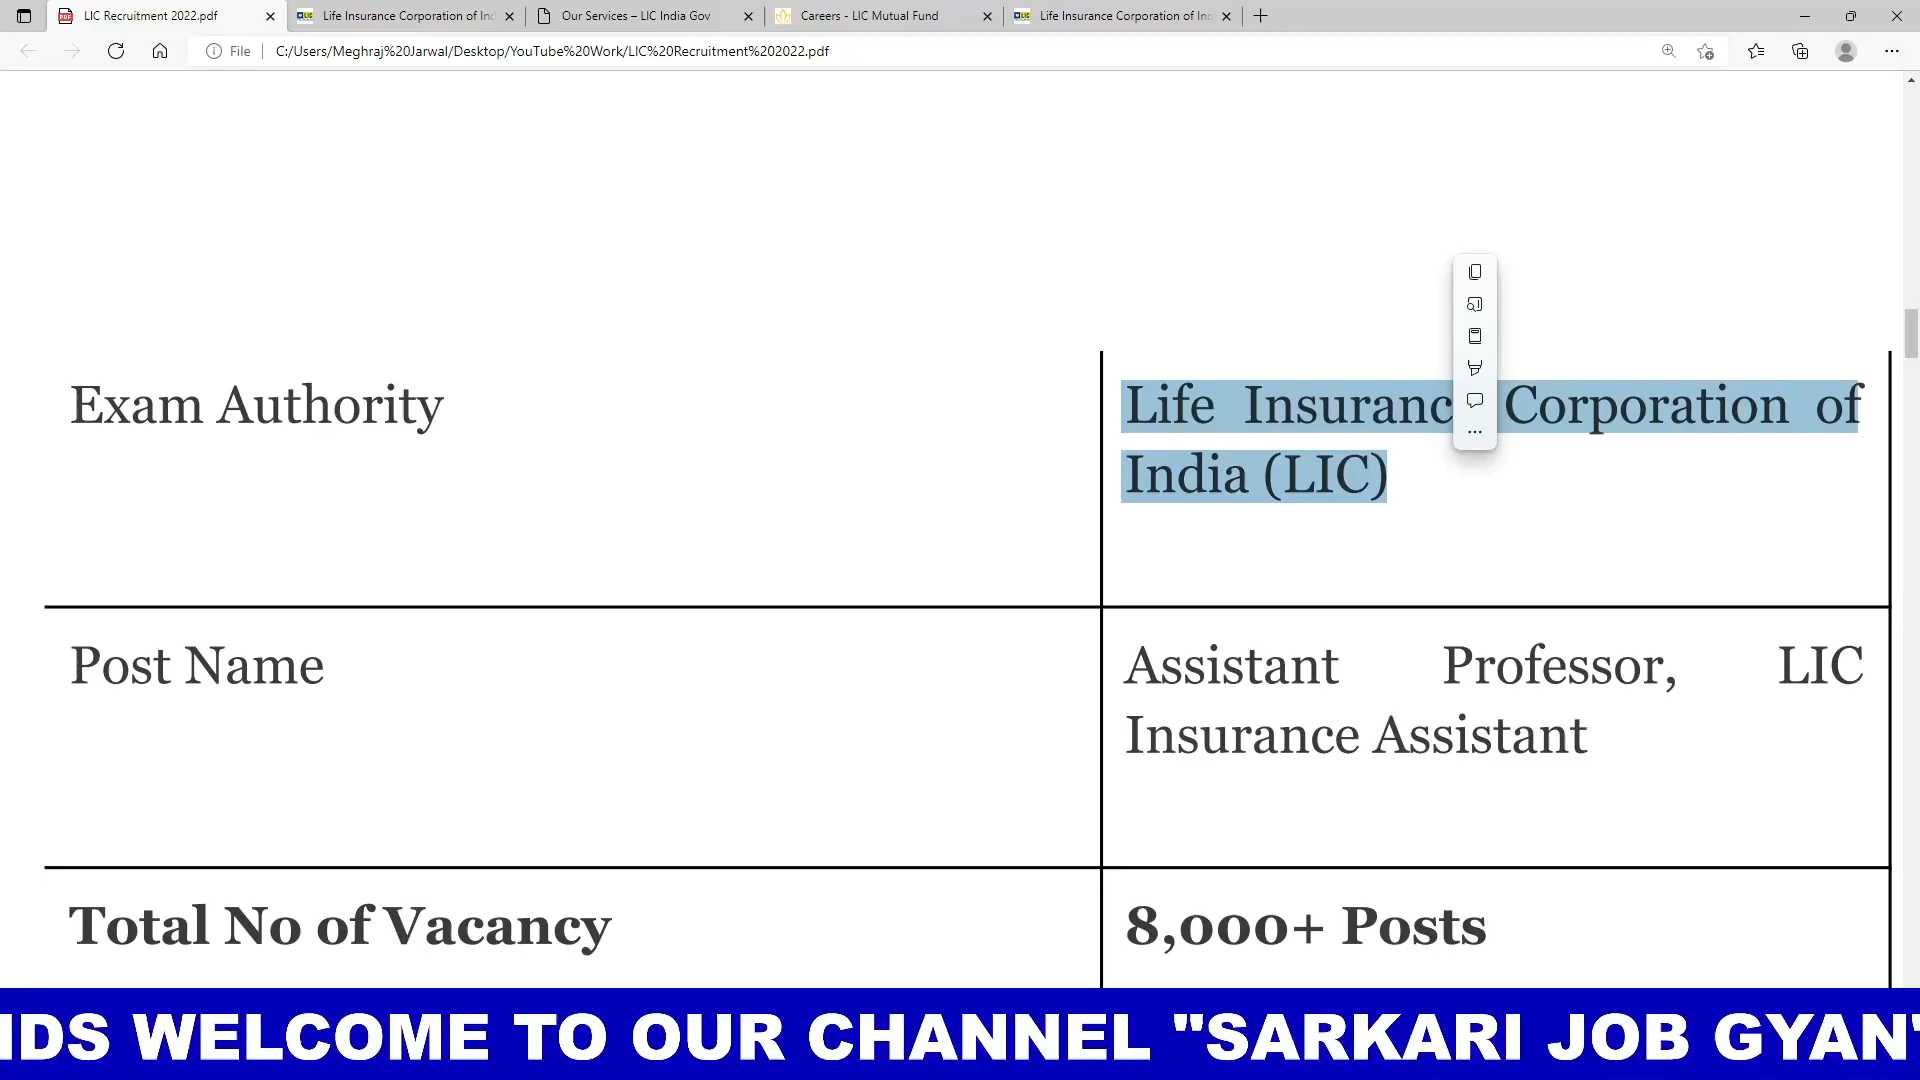 LIC Recruitment 2022.pdf
Life Insurance Corporation of Ind
Our Services – LIC India Gov
Careers - LIC Mutual Fund
Life Insurance Corporation of Ind
File
C:/Users/Meghraj%20Jarwal/Desktop/YouTube%20Work/LIC%20Recruitment%202022.pdf
Exam Authority
Life Insuranc Corporation of
India (LIC)
Post Name
Assistant Professor, LIC
Insurance Assistant
Total No of Vacancy
8,000+ Posts
NDS WELCOME TO OUR CHANNEL "SARKARI JOB GYAN"